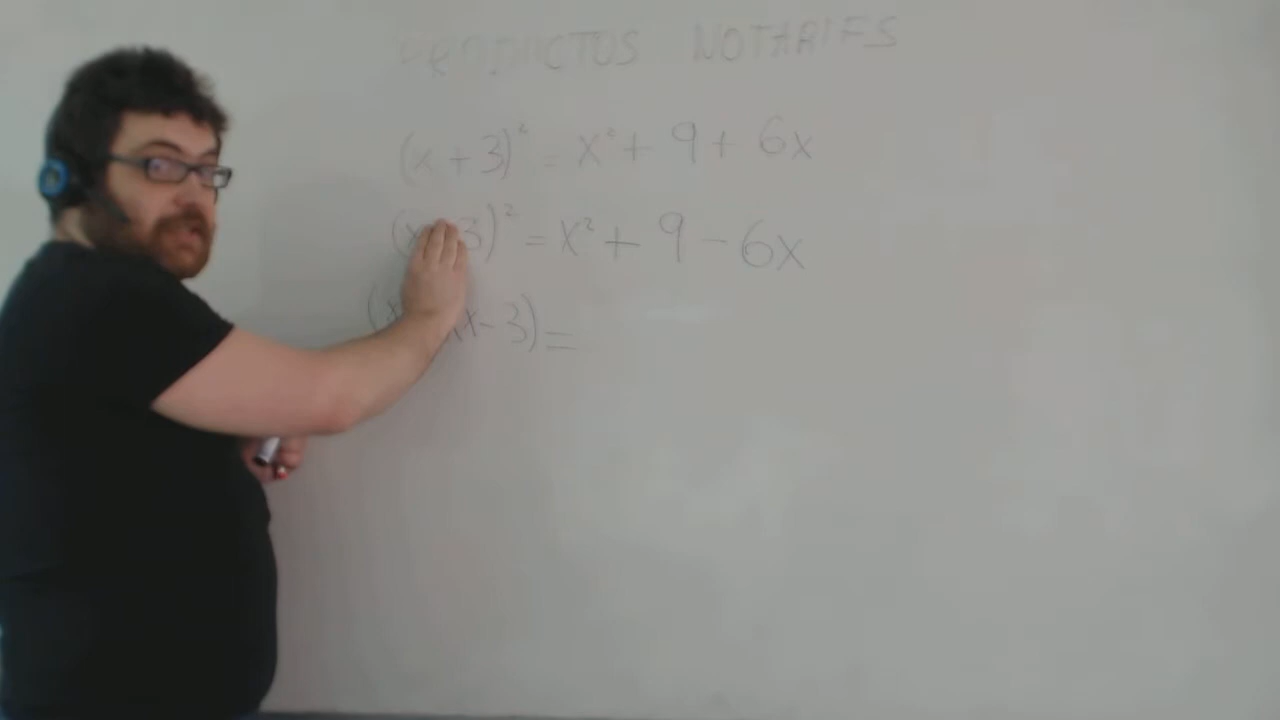 PRODUCTOS NOTABLES
(x+3)² = x² + 9 + 6x
(x 3)² = x² + 9 - 6x
(x (x-3) =